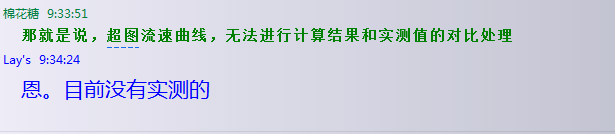 棉花糖 9:33:51
那就是说，超图流速曲线，无法进行计算结果和实测值的对比处理
Lay's 9:34:24
恩。目前没有实测的